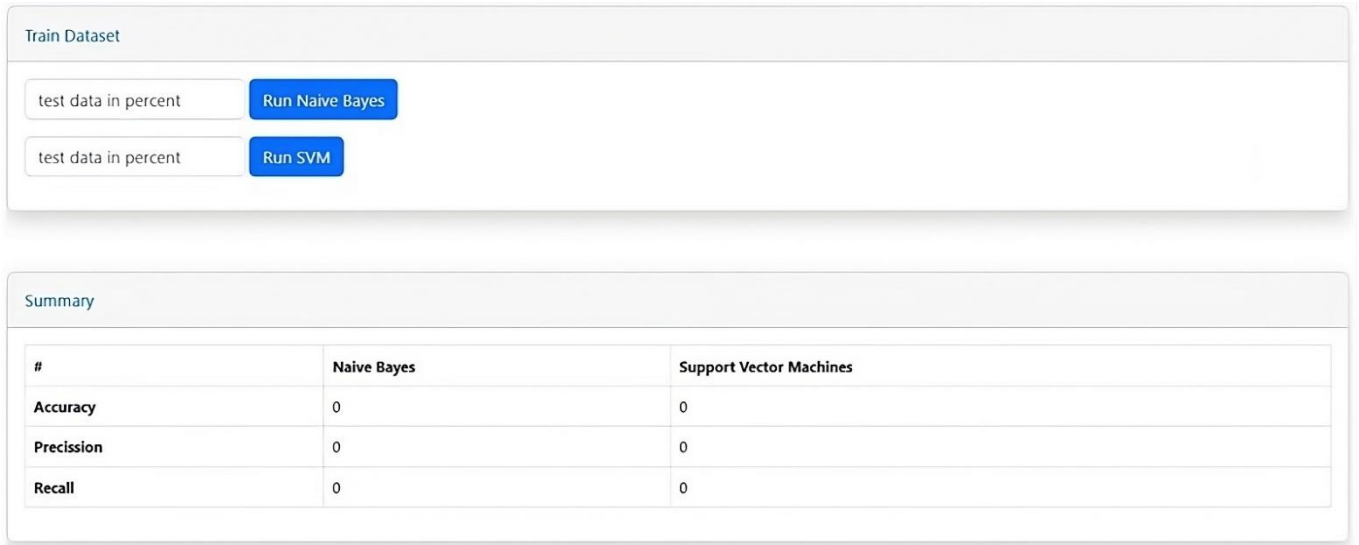 Train Dataset
test data in percent Run Naive Bayes
test data in percent Run SVM
Summary
# Naive Bayes Support Vector Machines
Accuracy 0 0
Precission 0 0
Recall 0 0